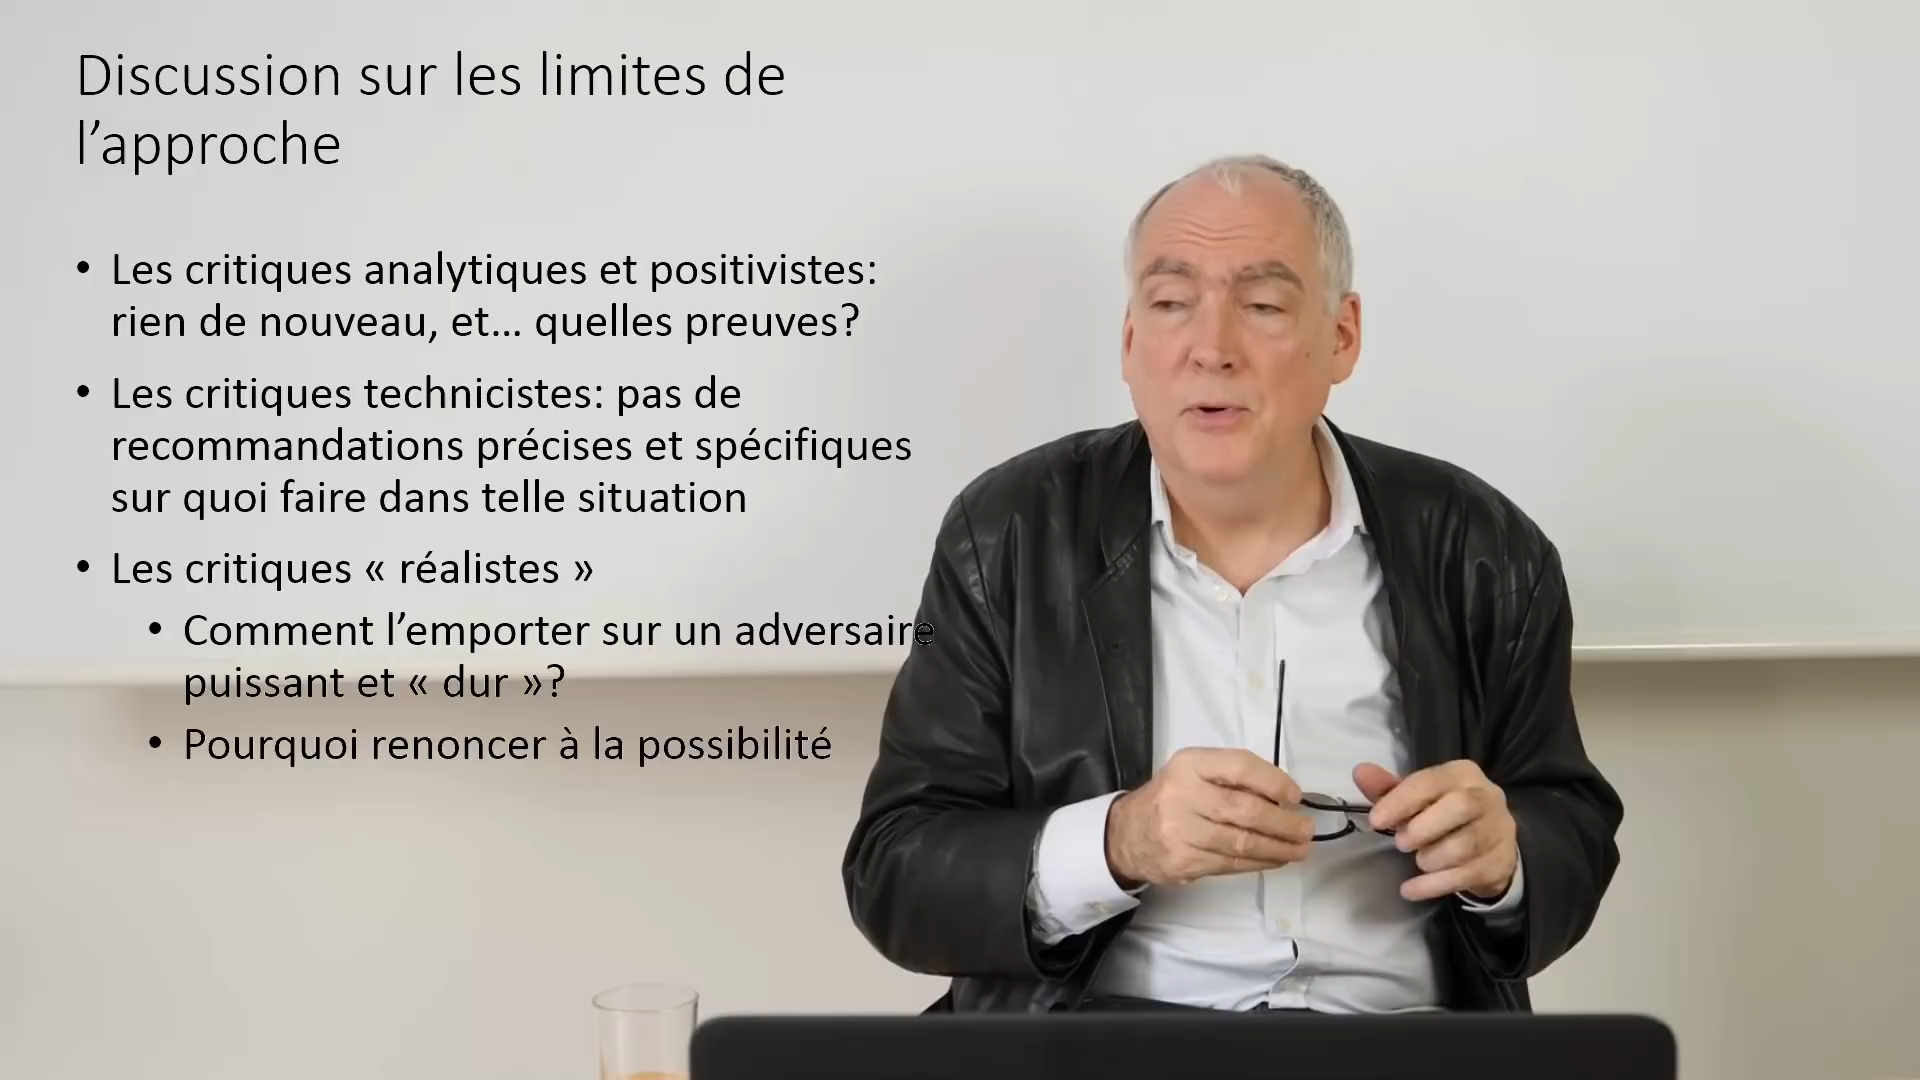 Discussion sur les limites de
l’approche
• Les critiques analytiques et positivistes:
rien de nouveau, et… quelles preuves?
• Les critiques technicistes: pas de
recommandations précises et spécifiques
sur quoi faire dans telle situation
• Les critiques « réalistes »
• Comment l’emporter sur un adversaire
puissant et « dur »?
• Pourquoi renoncer à la possibilité